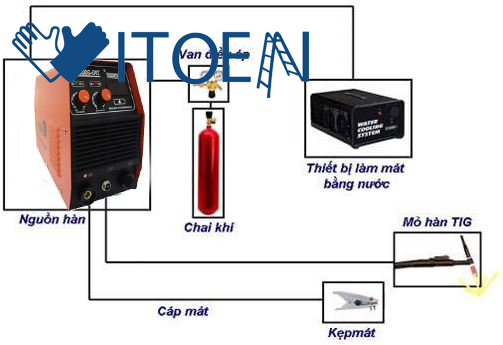 ITOEN
Van điều áp
WATER
COOLING
SYSTEM
Thiết bị làm mát
bằng nước
Nguồn hàn
Chai khí
Mỏ hàn TIG
Cáp mát
Kẹpmát